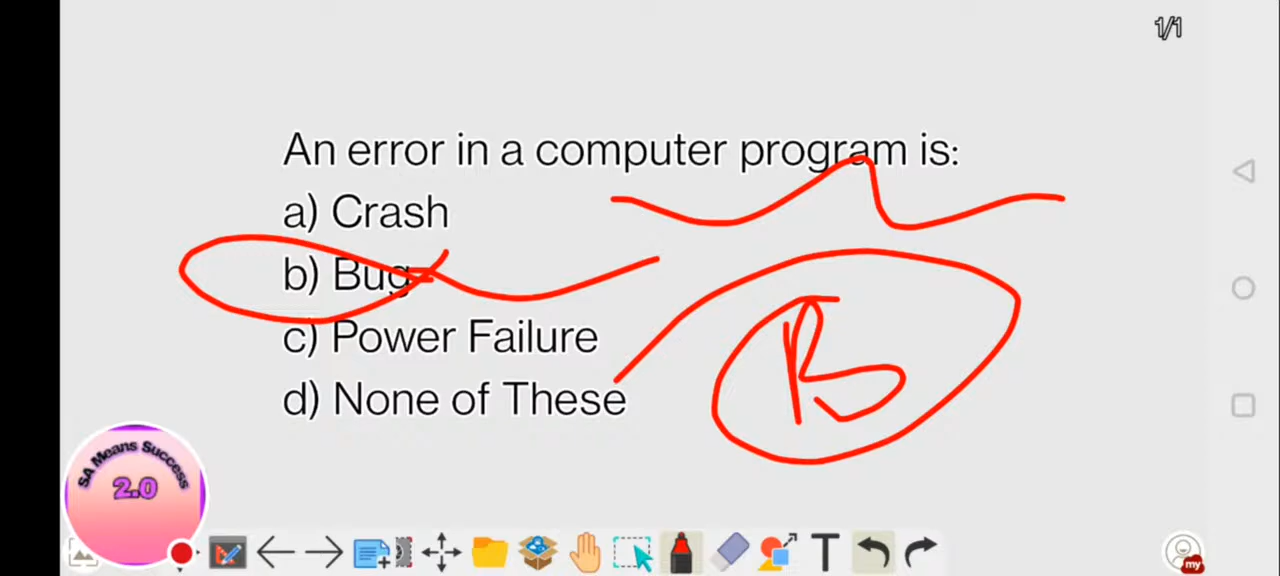 1/1
An error in a computer program is:
a) Crash
b) Bug
c) Power Failure
d) None of These
B
SA Means Success
2.0
T
my